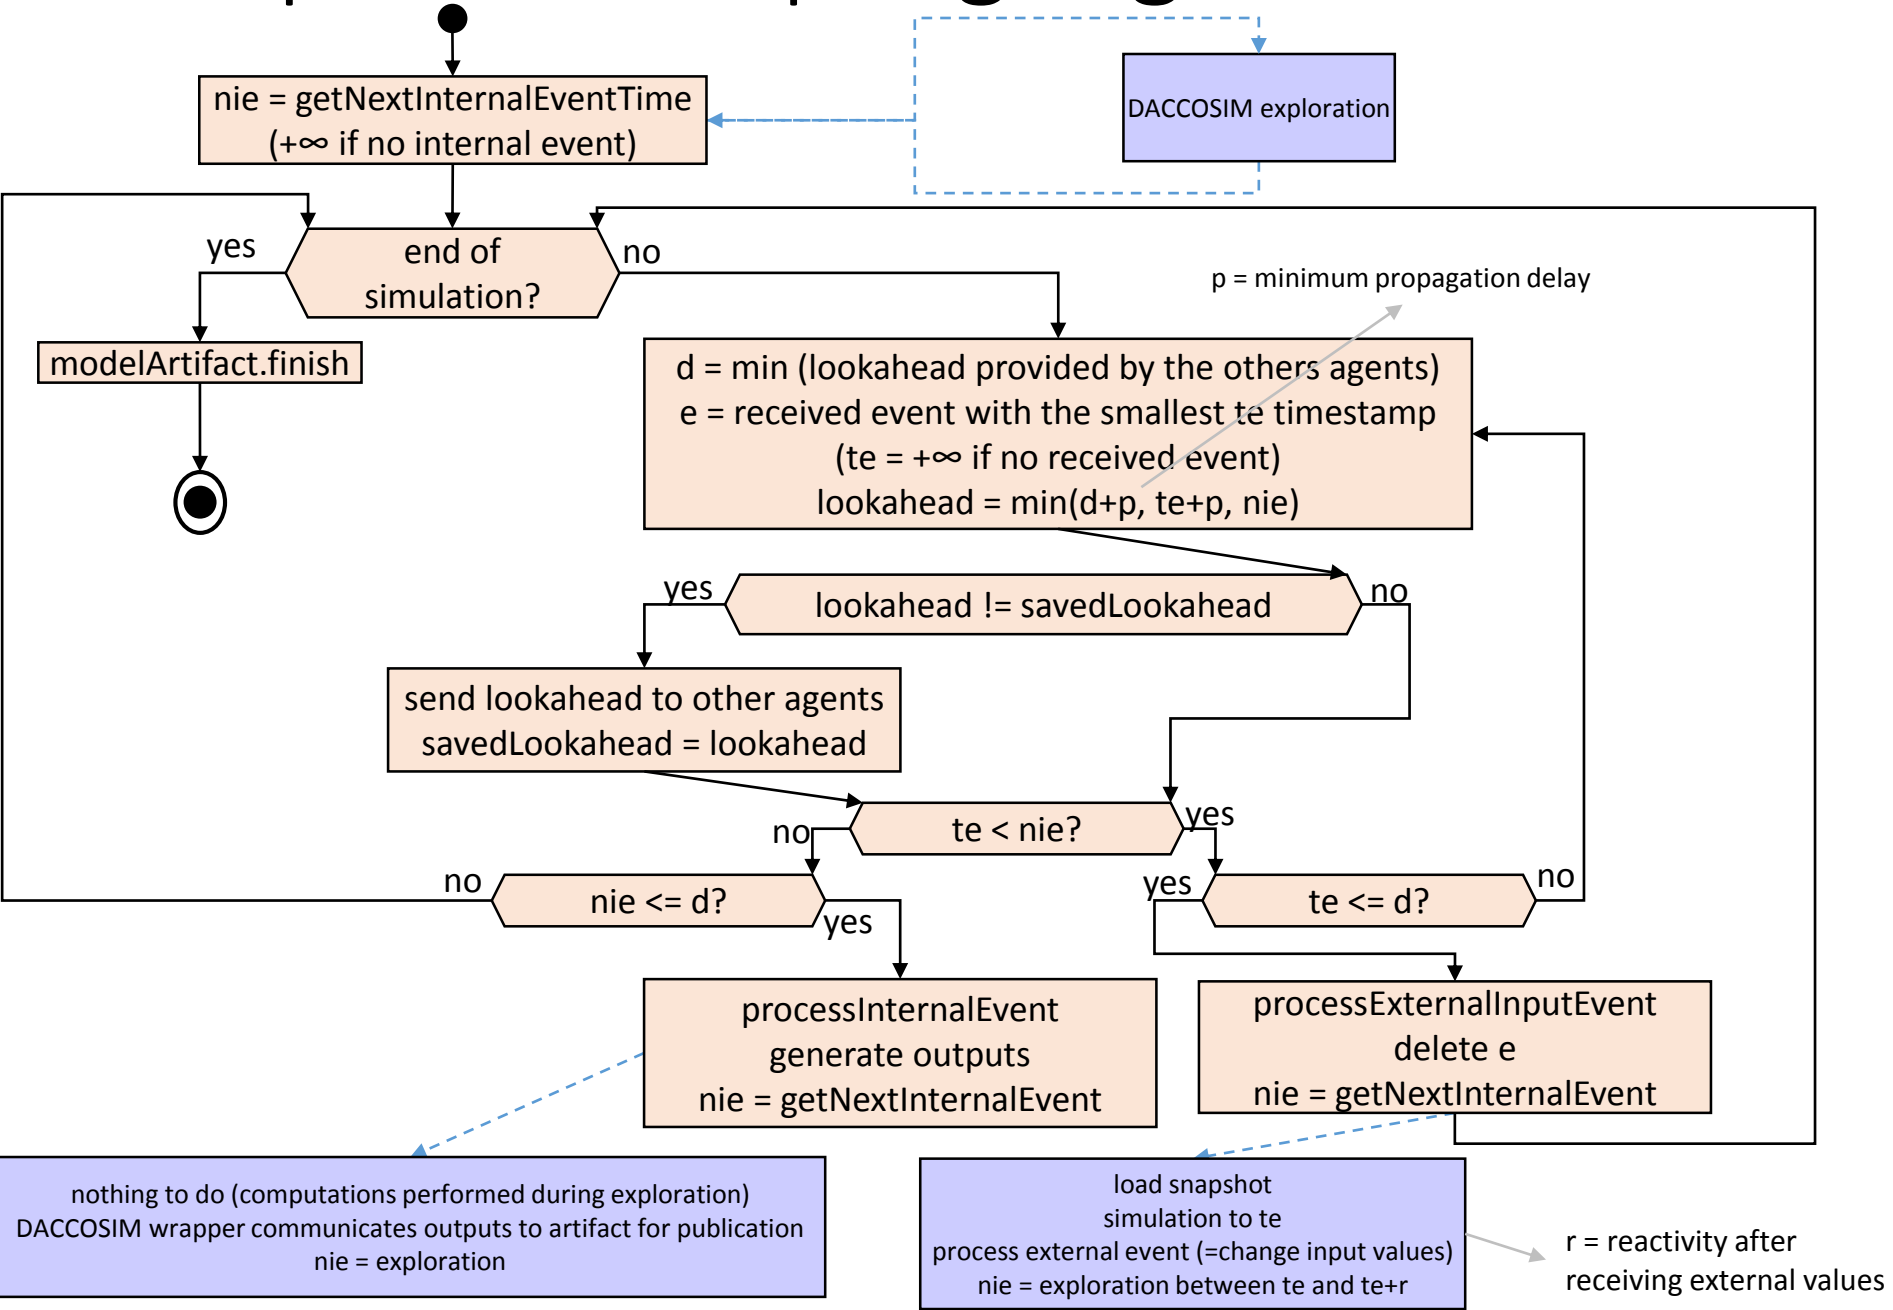 nie = getNextInternalEventTime
(+∞ if no internal event)
DACCOSIM exploration
yes
end of
simulation?
no
p = minimum propagation delay
modelArtifact.finish
d = min (lookahead provided by the others agents)
e = received event with the smallest te timestamp
(te = +∞ if no received event)
lookahead = min(d+p, te+p, nie)
yes
lookahead != savedLookahead
no
send lookahead to other agents
savedLookahead = lookahead
no
te < nie?
yes
no
nie <= d?
yes
yes
te <= d?
no
processInternalEvent
generate outputs
nie = getNextInternalEvent
processExternalInputEvent
delete e
nie = getNextInternalEvent
nothing to do (computations performed during exploration)
DACCOSIM wrapper communicates outputs to artifact for publication
nie = exploration
load snapshot
simulation to te
process external event (=change input values)
nie = exploration between te and te+r
r = reactivity after
receiving external values